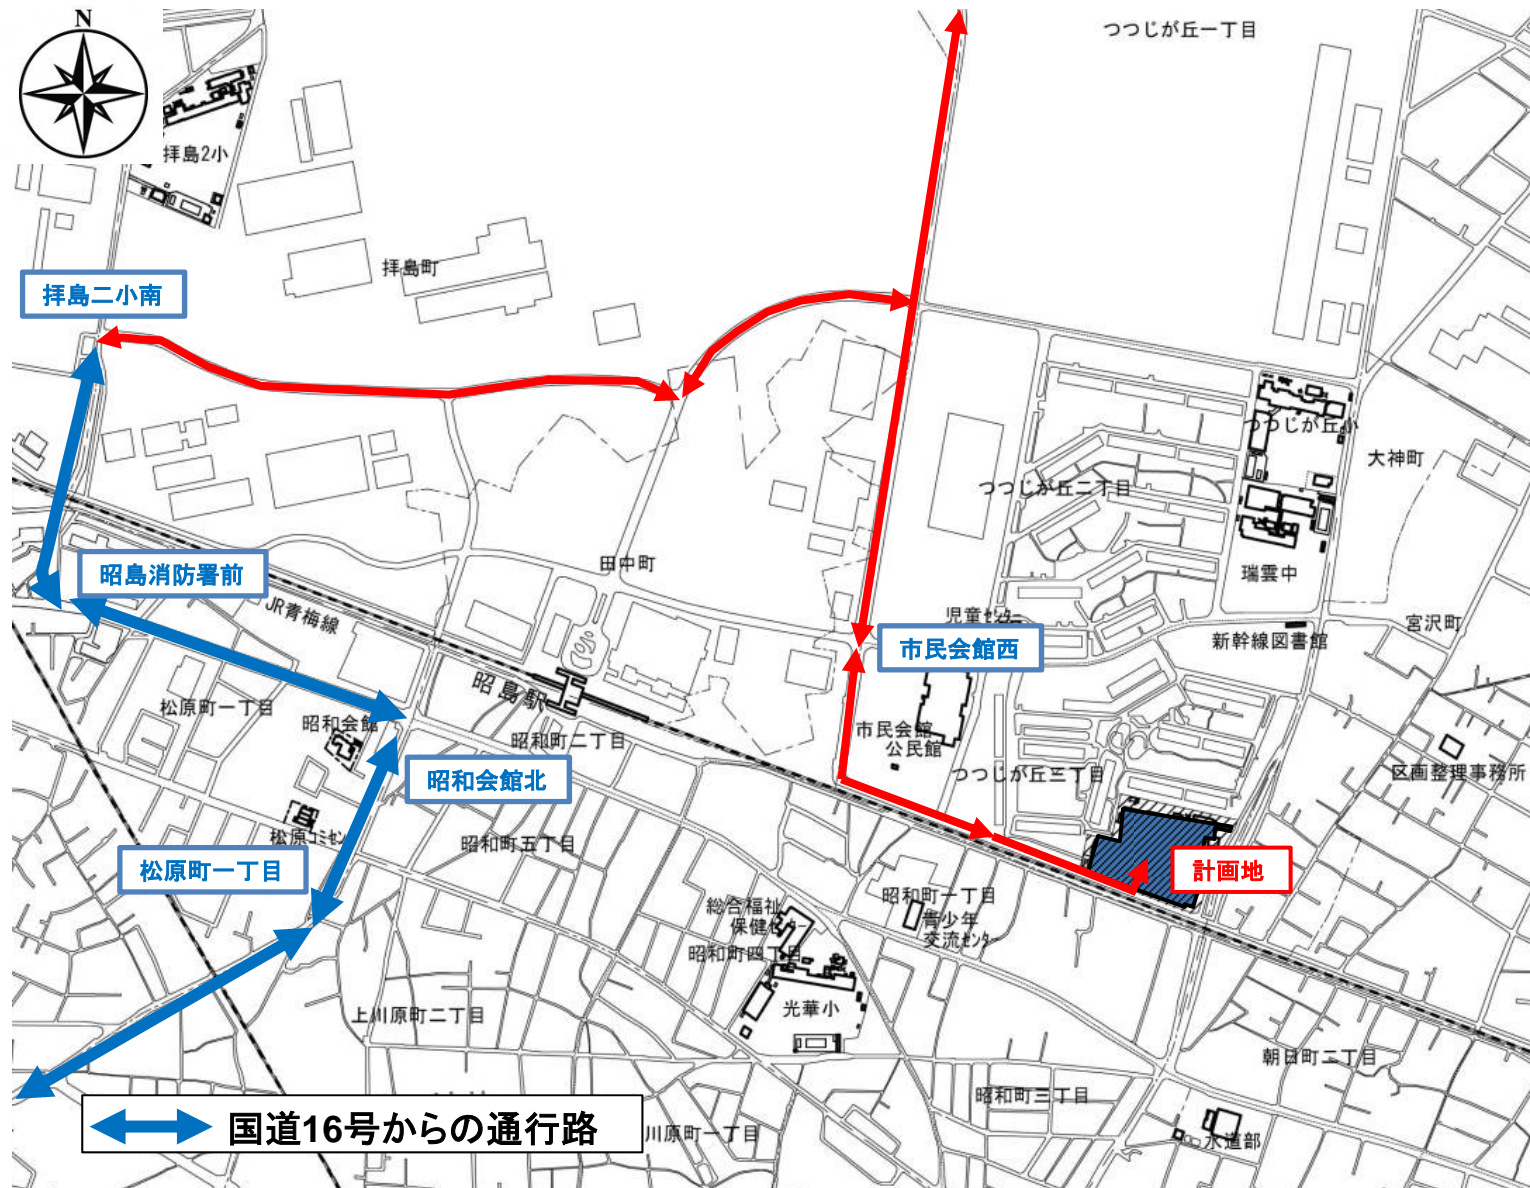 N
つつじが丘一丁目
拝島2小
拝島町
拝島二小南
つつじが丘小
大神町
つつじが丘二丁目
田中町
昭島消防署前
瑞雲中
JR青梅線
児童センター
宮沢町
市民会館西
新幹線図書館
昭島駅
松原町一丁目
昭和会館
昭和町二丁目
市民会館
公民館
昭和会館北
つつじが丘三丁目
区画整理事務所
松原コミセン
昭和町五丁目
松原町一丁目
計画地
昭和町一丁目
総合福祉
保健センター
青少年
交流センター
昭和町四丁目
光華小
上川原町二丁目
朝日町二丁目
昭和町三丁目
国道16号からの通行路
川原町一丁目
水道部